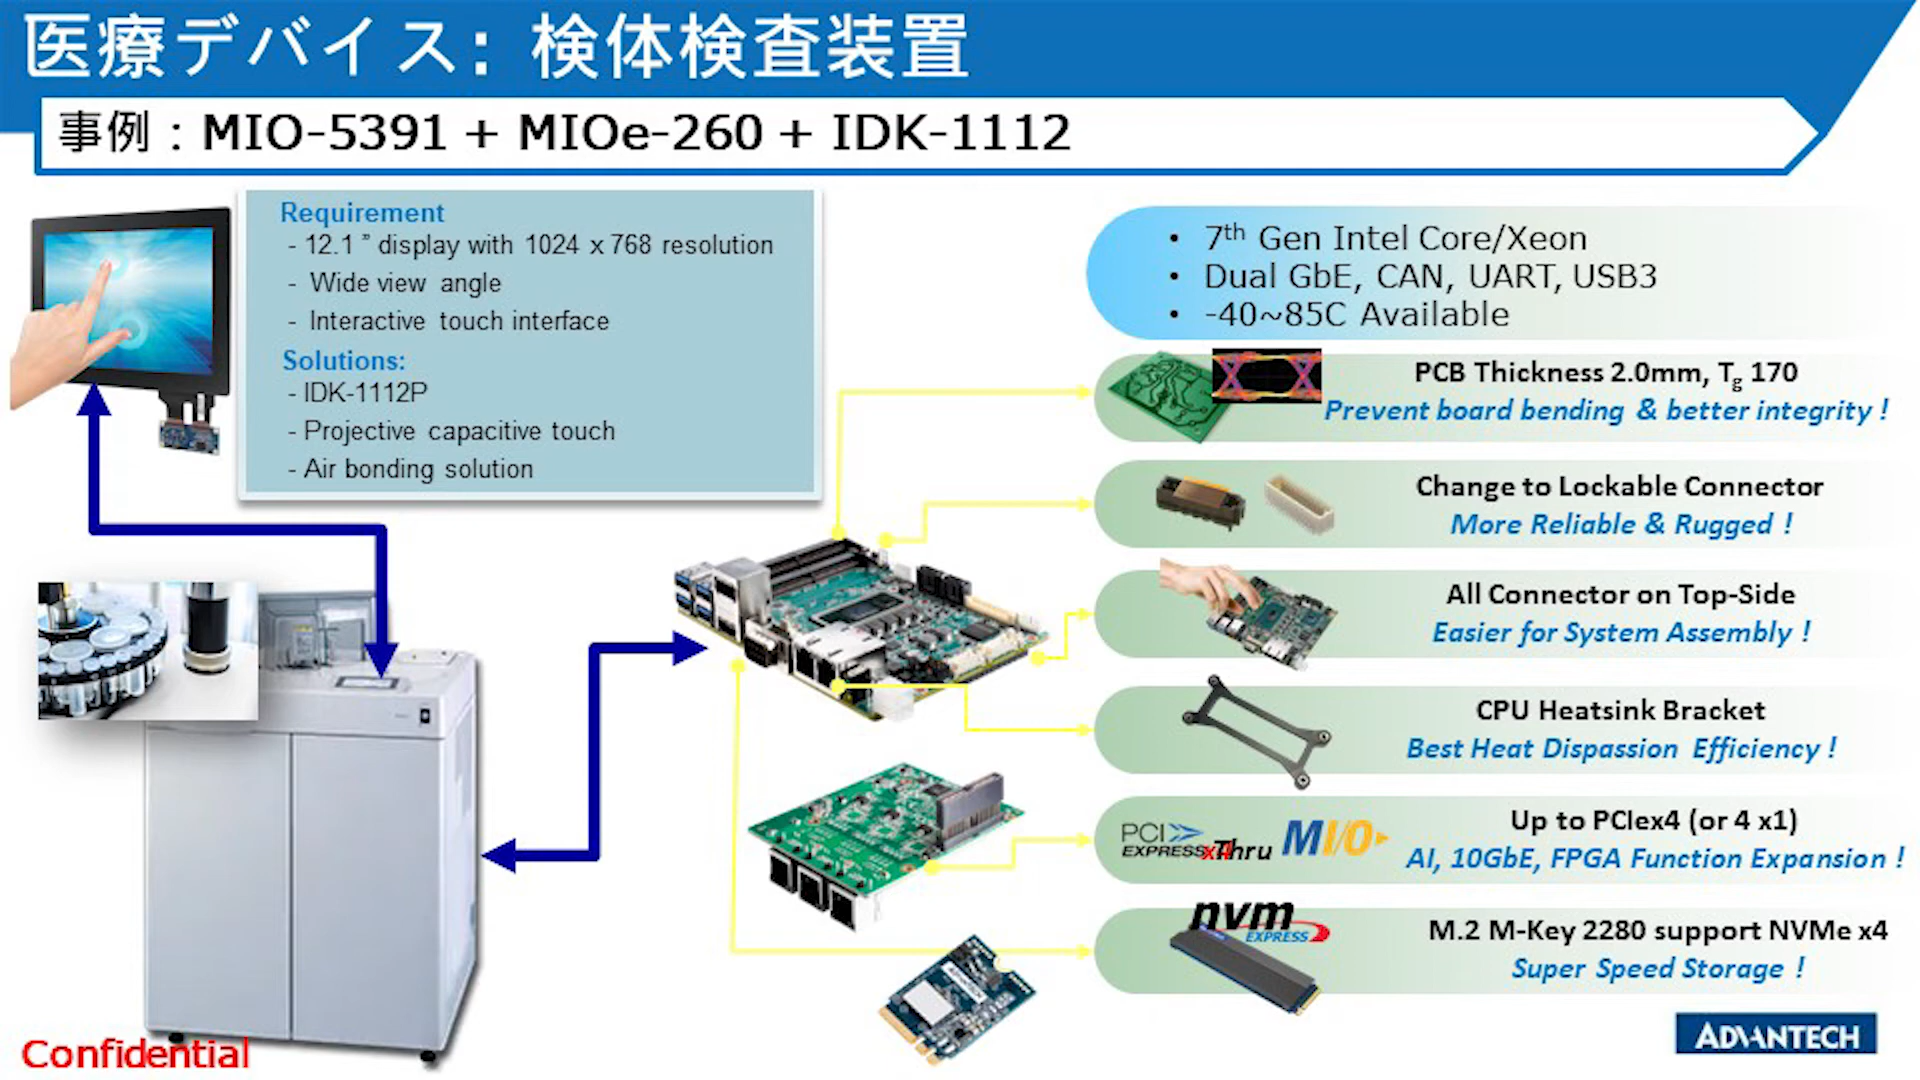 医療デバイス：検体検査装置
事例：MIO-5391 + MIOe-260 + IDK-1112
Requirement
- 12.1 ” display with 1024 x 768 resolution
- Wide view angle
- Interactive touch interface
Solutions:
- IDK-1112P
- Projective capacitive touch
- Air bonding solution
• 7th Gen Intel Core/Xeon
• Dual GbE, CAN, UART, USB3
• -40~85C Available
PCB Thickness 2.0mm, Tg 170
Prevent board bending & better integrity !
Change to Lockable Connector
More Reliable & Rugged !
All Connector on Top-Side
Easier for System Assembly !
CPU Heatsink Bracket
Best Heat Dispassion Efficiency !
PCI
EXPRESS x4 Thru MI/O
Up to PCIex4 (or 4 x1)
AI, 10GbE, FPGA Function Expansion !
nvm
EXPRESS
M.2 M-Key 2280 support NVMe x4
Super Speed Storage !
Confidential
ADVANTECH